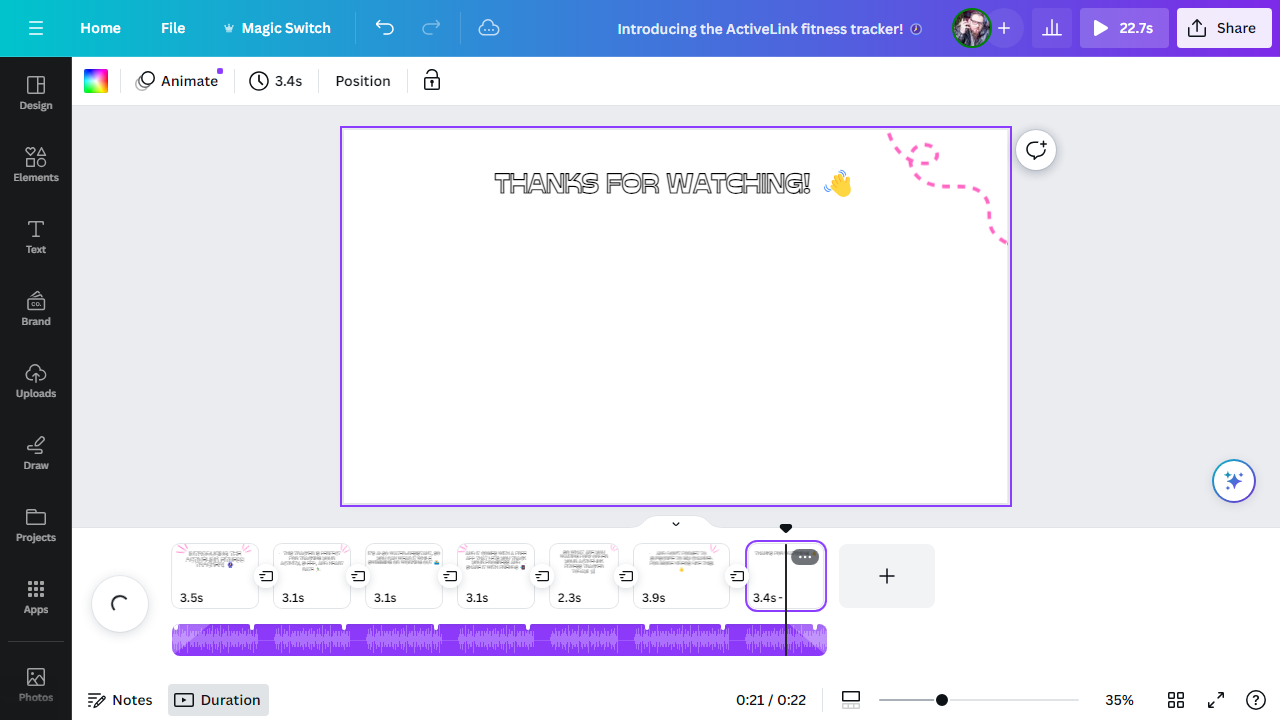 Home
File
Magic Switch
Introducing the ActiveLink fitness tracker!
22.7s
Share
Design
Elements
Text
Brand
CO.
Uploads
Draw
Projects
Apps
Photos
Animate
3.4s
Position
THANKS FOR WATCHING!
3.5s
3.1s
3.1s
3.1s
2.3s
3.9s
3.4s
Notes
Duration
0:21 / 0:22
35%